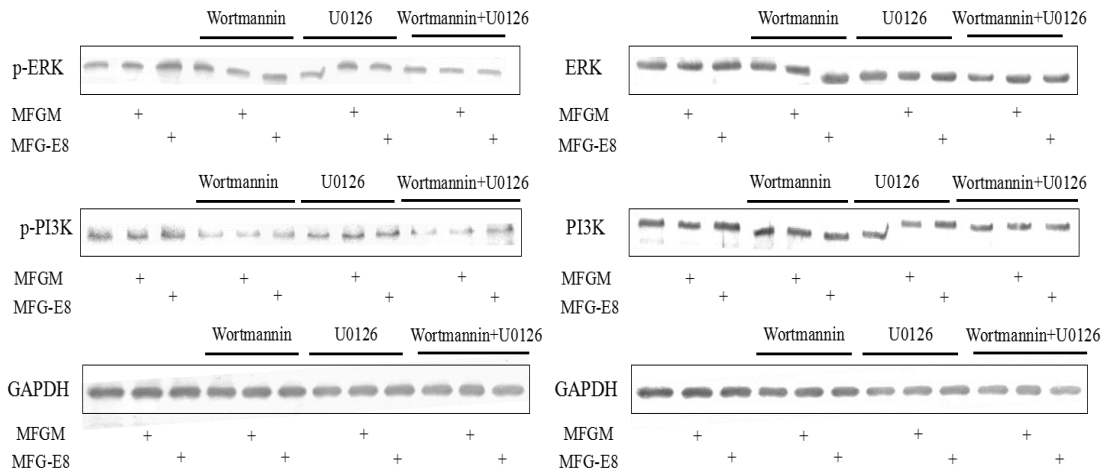 Wortmannin U0126 Wortmannin+U0126
p-ERK
MFGM + + + +
MFG-E8 + + + +
Wortmannin U0126 Wortmannin+U0126
ERK
MFGM + + + +
MFG-E8 + + + +
Wortmannin U0126 Wortmannin+U0126
p-PI3K
MFGM + + + +
MFG-E8 + + + +
Wortmannin U0126 Wortmannin+U0126
PI3K
MFGM + + + +
MFG-E8 + + + +
Wortmannin U0126 Wortmannin+U0126
GAPDH
MFGM + + + +
MFG-E8 + + + +
Wortmannin U0126 Wortmannin+U0126
GAPDH
MFGM + + + +
MFG-E8 + + + +